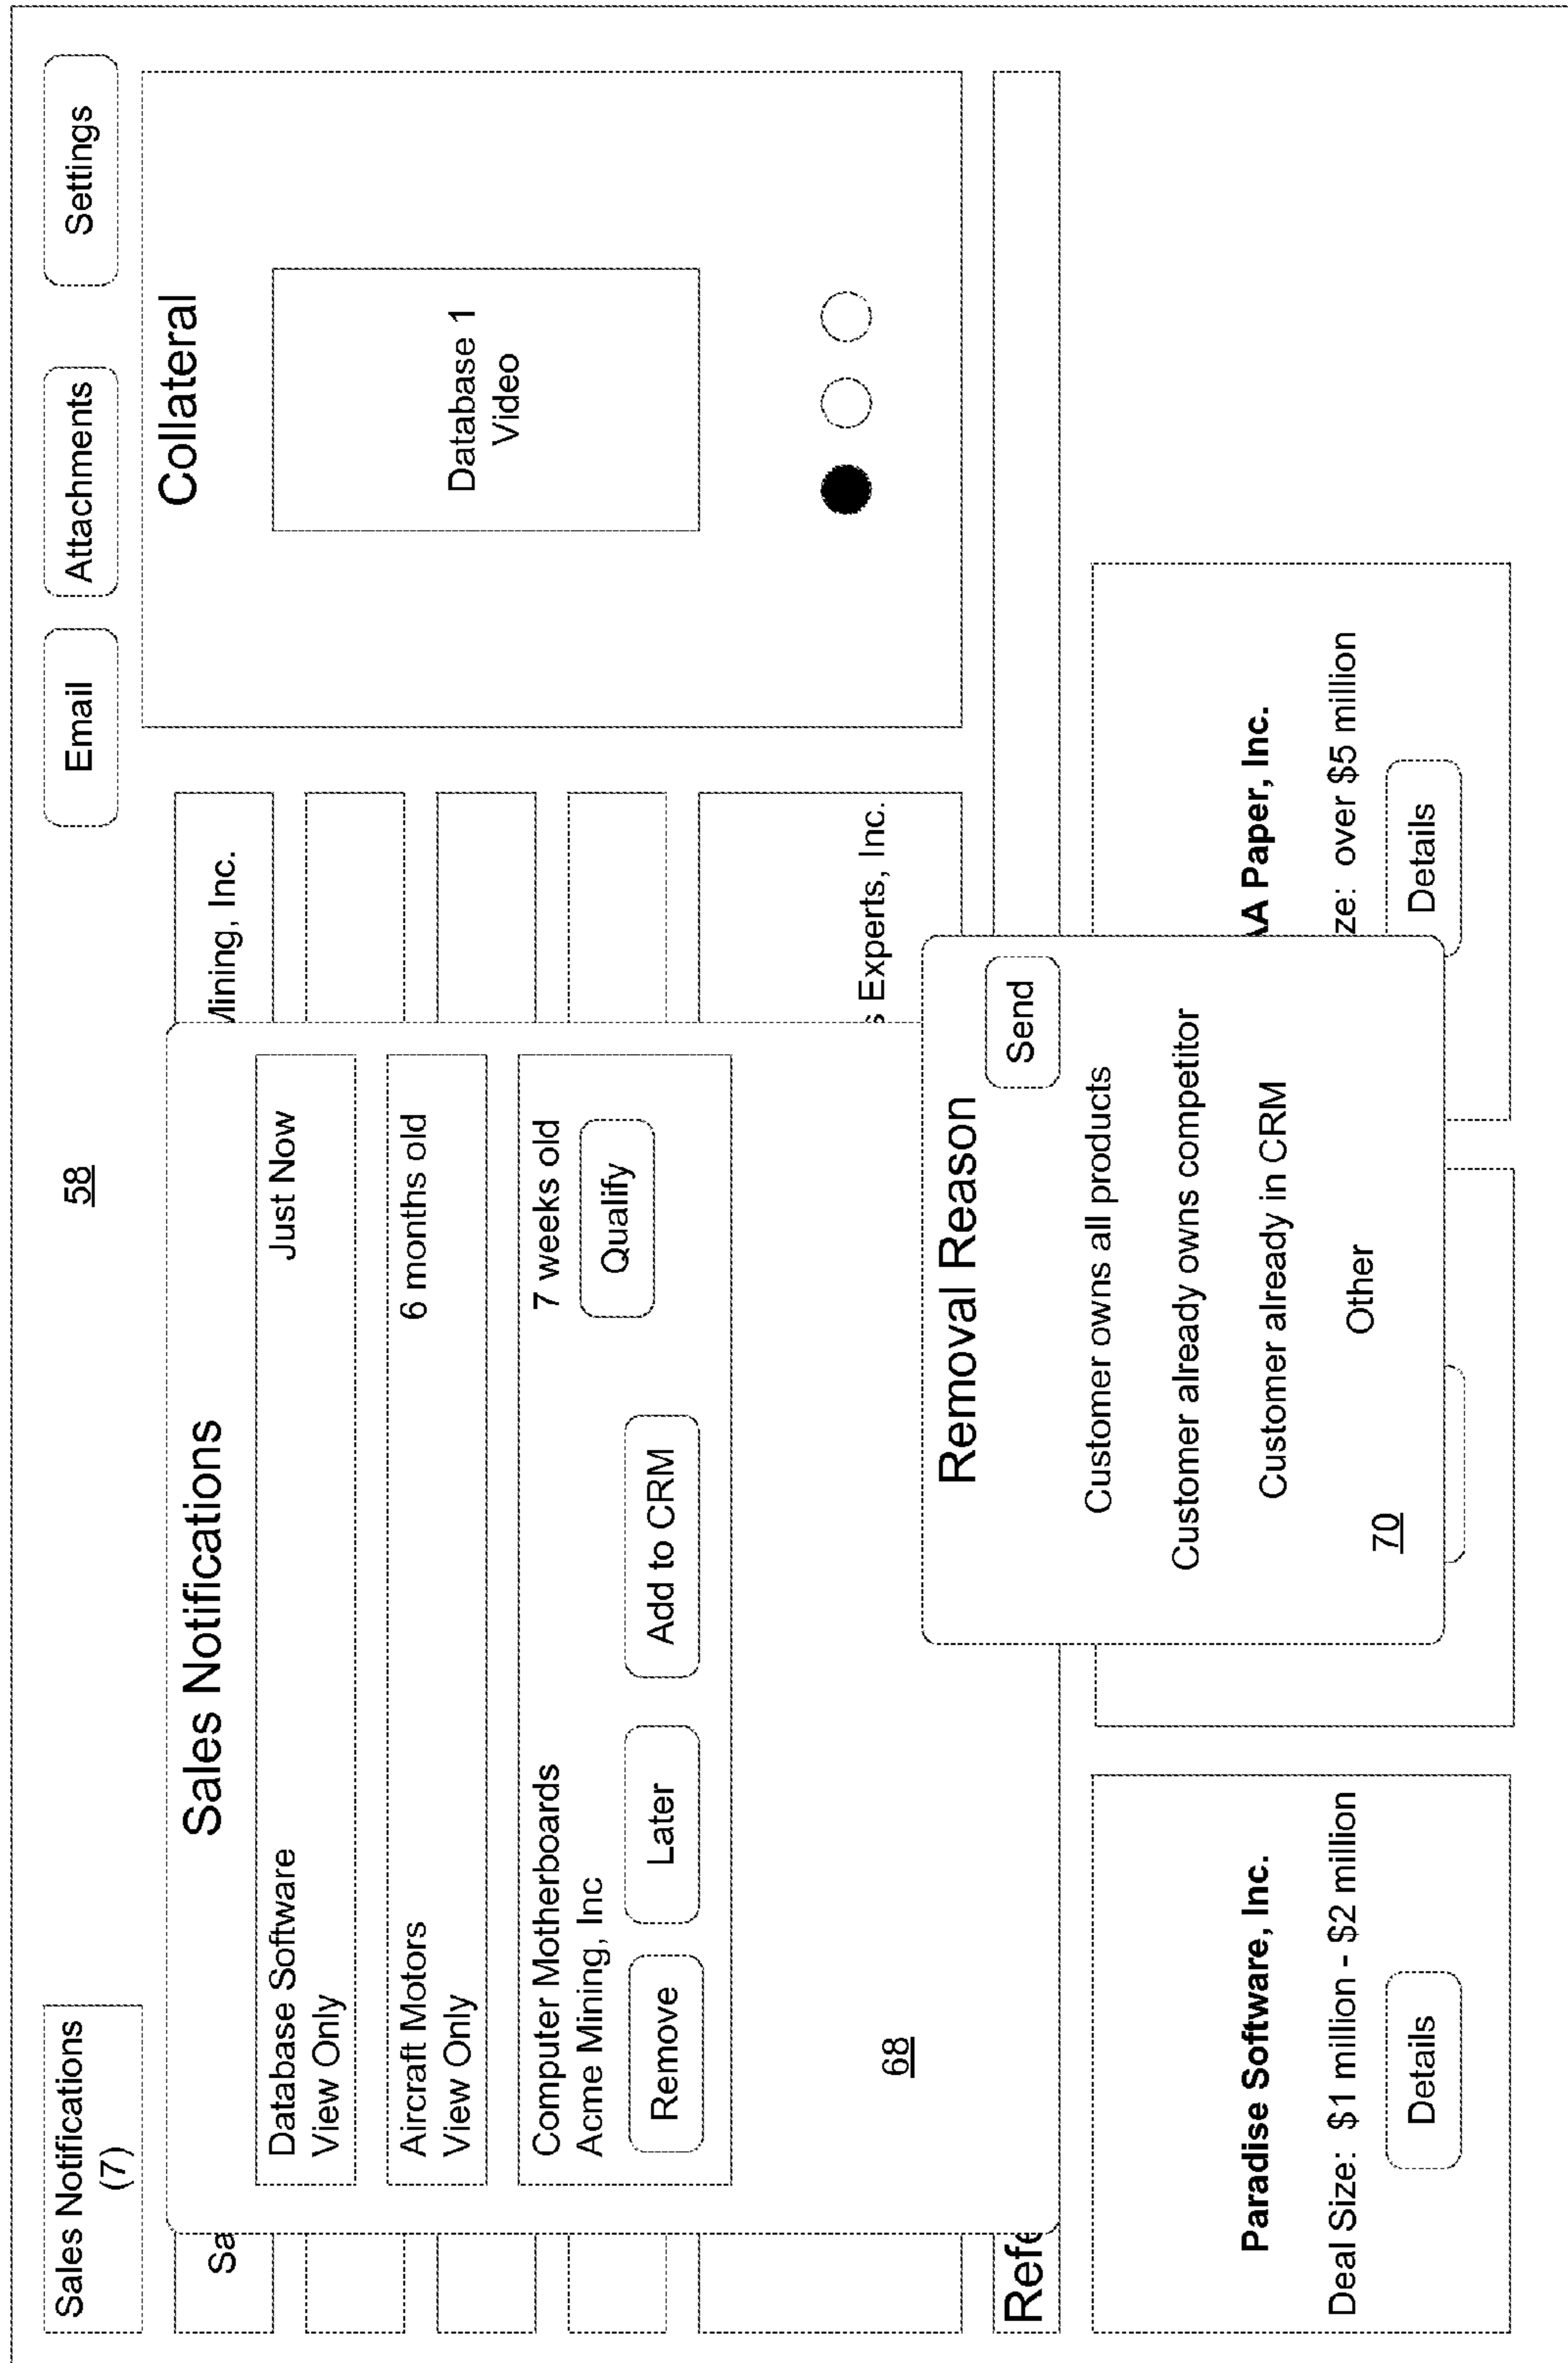 Sales Notifications
(7)
58
Email
Attachments
Settings
Sales Notifications
Database Software
Just Now
View Only
Aircraft Motors
6 months old
View Only
Computer Motherboards
7 weeks old
Acme Mining, Inc
Qualify
Remove
Later
Add to CRM
68
Mining, Inc.
s Experts, Inc.
Collateral
Database 1
Video
Removal Reason
Send
Customer owns all products
Customer already owns competitor
Customer already in CRM
Other
70
Paradise Software, Inc.
Deal Size: $1 million - $2 million
Details
Paper, Inc.
over $5 million
Details